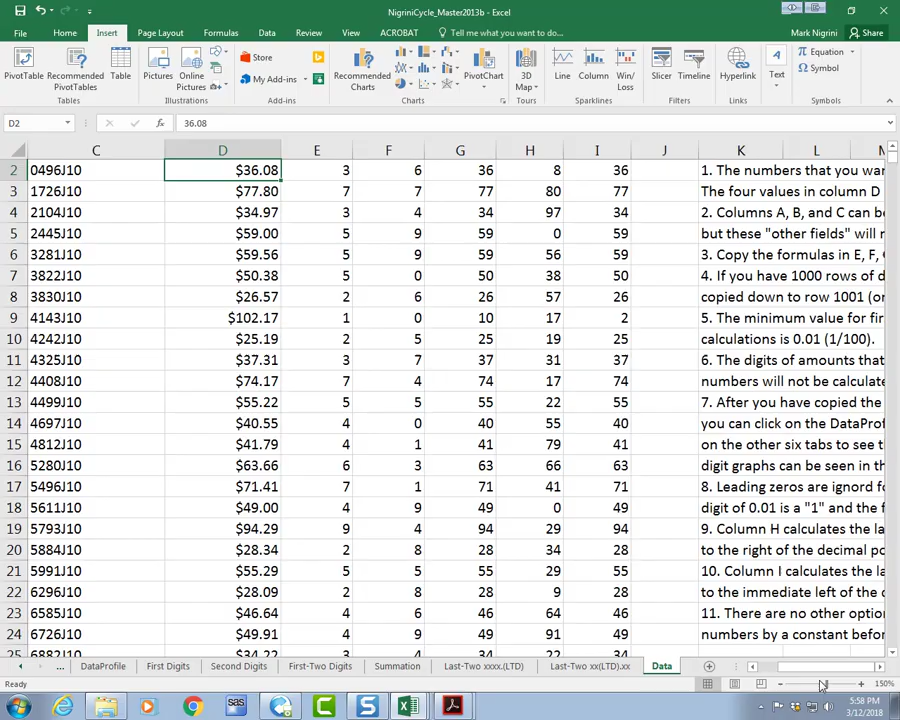 NigriniCycle_Master2013b - Excel
File Home Insert Page Layout Formulas Data Review View ACROBAT Tell me what you want to do... Mark Nigrini Share
PivotTable Recommended PivotTables Table Pictures Online Pictures Store My Add-ins Recommended Charts PivotChart 3D Map Line Column Win/Loss Slicer Timeline Hyperlink Text Equation Symbol
Tables Illustrations Add-ins Charts Tours Sparklines Filters Links Symbols
D2 fx 36.08
C D E F G H I J K L M
2 0496J10 $36.08 3 6 36 8 36 1. The numbers that you wan
3 1726J10 $77.80 7 7 77 80 77 The four values in column D
4 2104J10 $34.97 3 4 34 97 34 2. Columns A, B, and C can be
5 2445J10 $59.00 5 9 59 0 59 but these "other fields" will n
6 3281J10 $59.56 5 9 59 56 59 3. Copy the formulas in E, F, G
7 3822J10 $50.38 5 0 50 38 50 4. If you have 1000 rows of d
8 3830J10 $26.57 2 6 26 57 26 copied down to row 1001 (or
9 4143J10 $102.17 1 0 10 17 2 5. The minimum value for fir
10 4242J10 $25.19 2 5 25 19 25 calculations is 0.01 (1/100).
11 4325J10 $37.31 3 7 37 31 37 6. The digits of amounts that
12 4408J10 $74.17 7 4 74 17 74 numbers will not be calculate
13 4499J10 $55.22 5 5 55 22 55 7. After you have copied the
14 4697J10 $40.55 4 0 40 55 40 you can click on the DataProf
15 4812J10 $41.79 4 1 41 79 41 on the other six tabs to see t
16 5280J10 $63.66 6 3 63 66 63 digit graphs can be seen in th
17 5496J10 $71.41 7 1 71 41 71 8. Leading zeros are ignord fo
18 5611J10 $49.00 4 9 49 0 49 digit of 0.01 is a "1" and the f
19 5793J10 $94.29 9 4 94 29 94 9. Column H calculates the la
20 5884J10 $28.34 2 8 28 34 28 to the right of the decimal po
21 5991J10 $55.29 5 5 55 29 55 10. Column I calculates the la
22 6296J10 $28.09 2 8 28 9 28 to the immediate left of the d
23 6585J10 $46.64 4 6 46 64 46 11. There are no other option
24 6726J10 $49.91 4 9 49 91 49 numbers by a constant befor
25 6882J10 $34.22 3 4 34 22 34
... DataProfile First Digits Second Digits First-Two Digits Summation Last-Two xxxx.(LTD) Last-Two xx(LTD).xx Data
Ready 150%
5:58 PM
3/12/2018